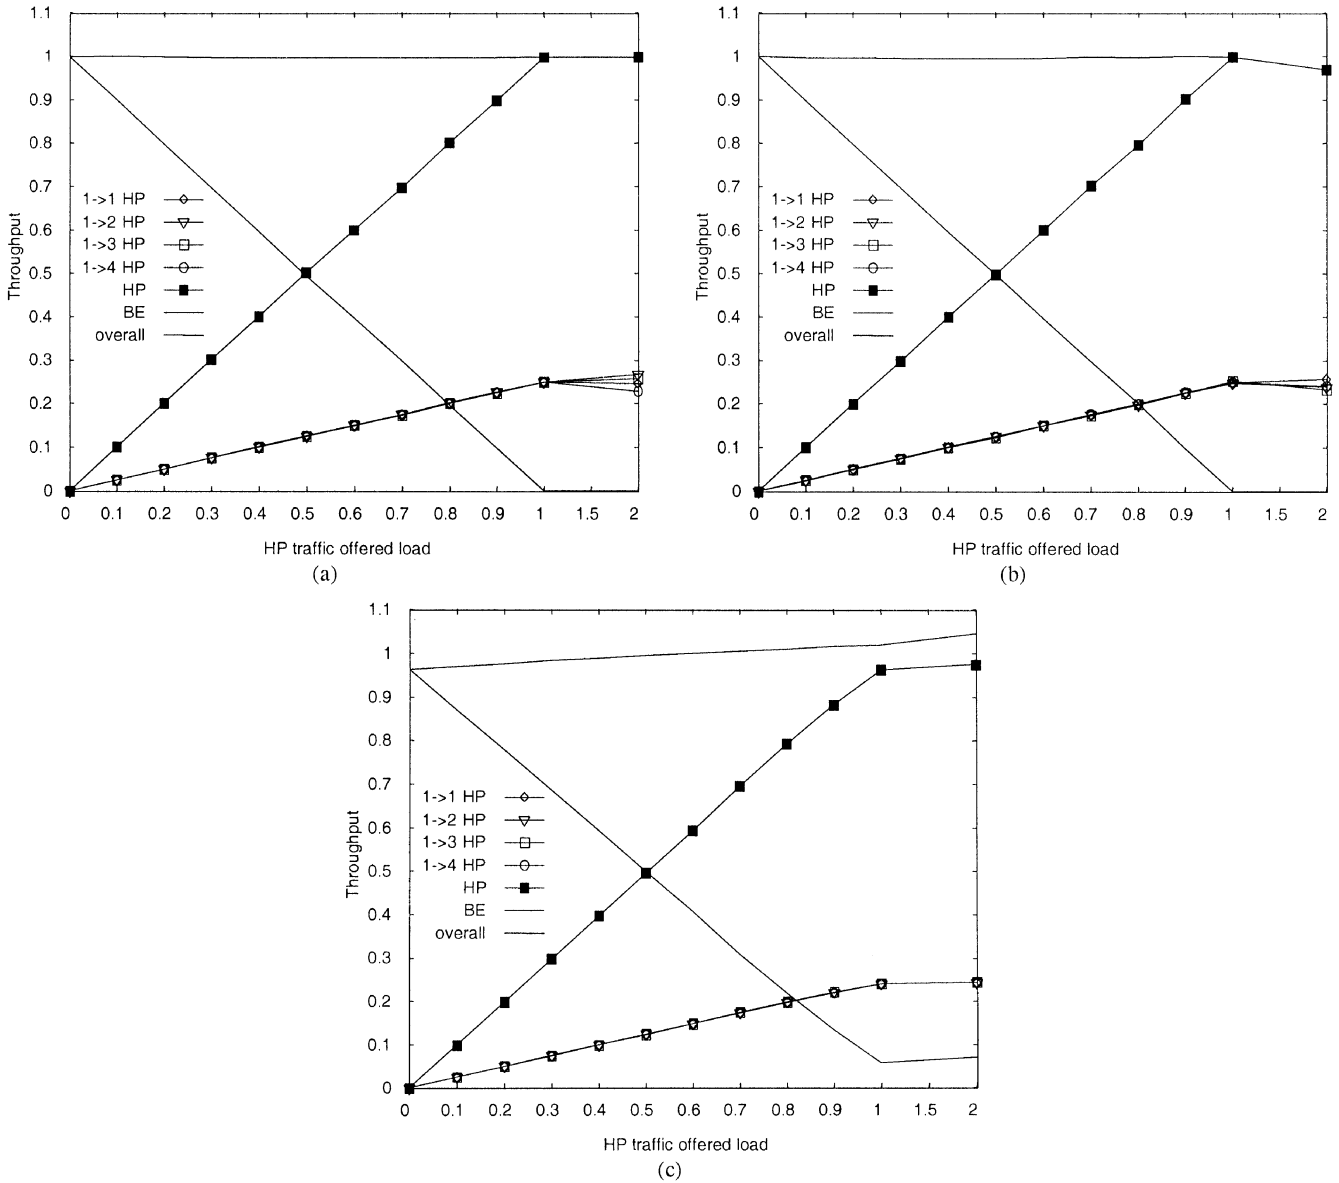 1.1
1
0.9
0.8
0.7
0.6
0.5
0.4
0.3
0.2
0.1
0
Throughput
1->1 HP
1->2 HP
1->3 HP
1->4 HP
HP
BE
overall
0 0.1 0.2 0.3 0.4 0.5 0.6 0.7 0.8 0.9 1 1.5 2
HP traffic offered load
(a)
1.1
1
0.9
0.8
0.7
0.6
0.5
0.4
0.3
0.2
0.1
0
Throughput
1->1 HP
1->2 HP
1->3 HP
1->4 HP
HP
BE
overall
0 0.1 0.2 0.3 0.4 0.5 0.6 0.7 0.8 0.9 1 1.5 2
HP traffic offered load
(b)
1.1
1
0.9
0.8
0.7
0.6
0.5
0.4
0.3
0.2
0.1
0
Throughput
1->1 HP
1->2 HP
1->3 HP
1->4 HP
HP
BE
overall
0 0.1 0.2 0.3 0.4 0.5 0.6 0.7 0.8 0.9 1 1.5 2
HP traffic offered load
(c)